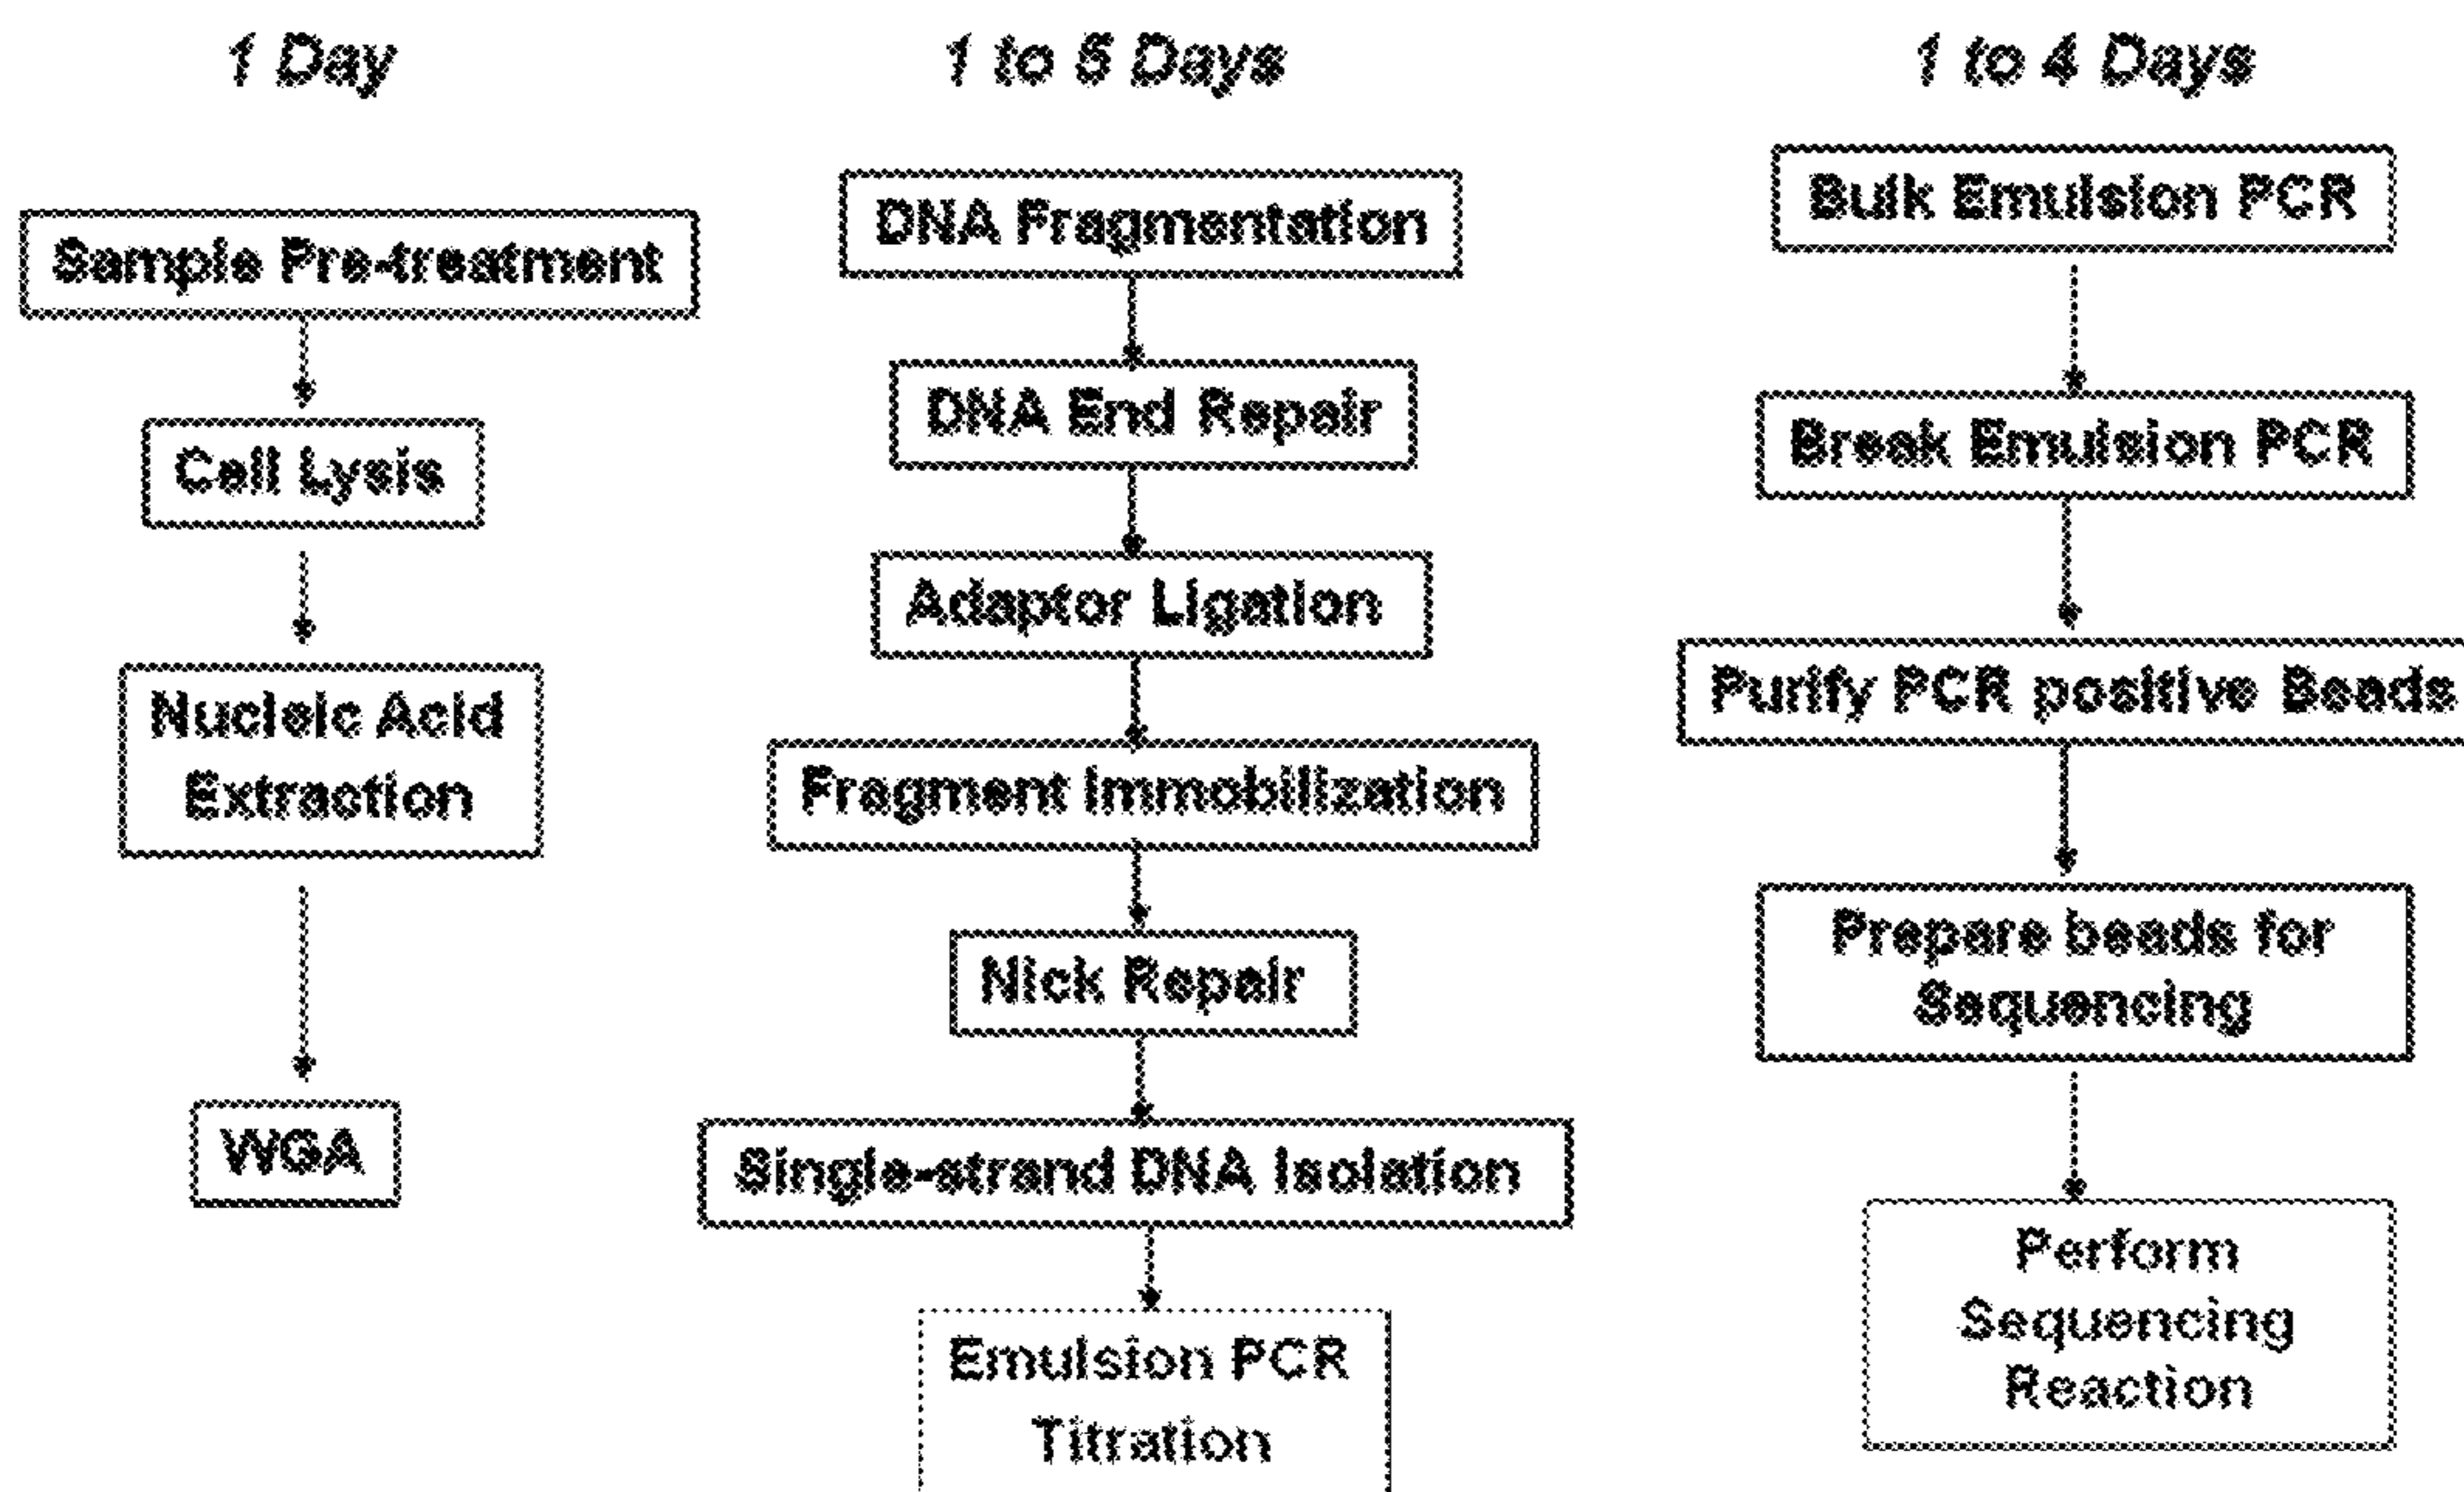 1 Day
Sample Pre-treatment
Cell Lysis
Nucleic Acid
Extraction
WGA
1 to 5 Days
DNA Fragmentation
DNA End Repair
Adaptor Ligation
Fragment Immobilization
Nick Repair
Single-strand DNA Isolation
Emulsion PCR
Titration
1 to 4 Days
Bulk Emulsion PCR
Break Emulsion PCR
Purify PCR positive Beads
Prepare beads for
Sequencing
Perform
Sequencing
Reaction